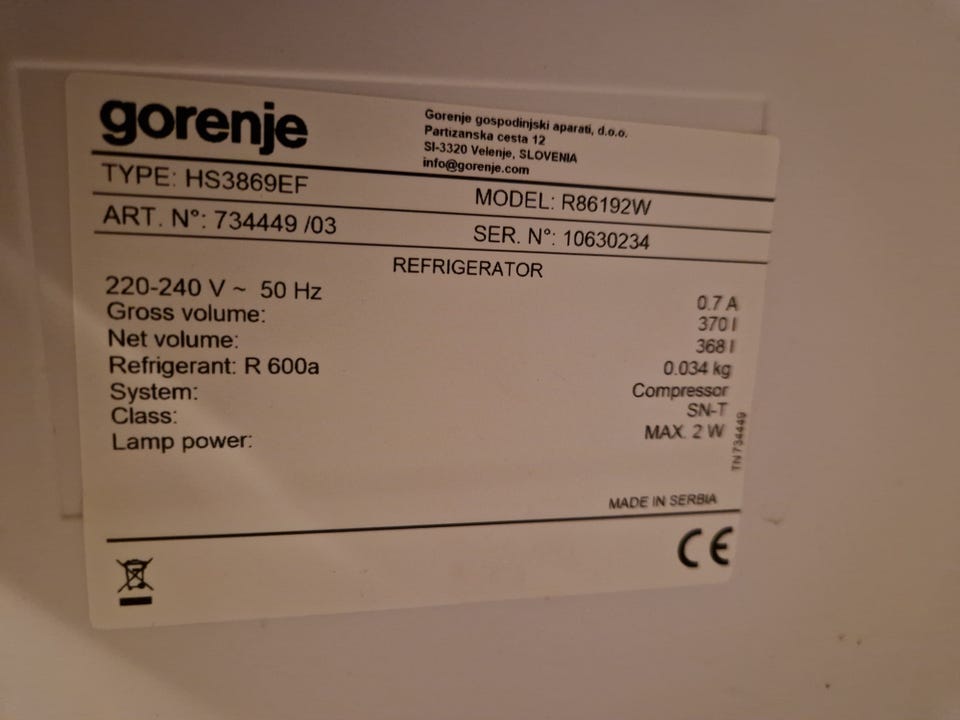 gorenje
Gorenje gospodinjski aparati, d.o.o.
Partizanska cesta 12
SI-3320 Velenje, SLOVENIA
info@gorenje.com
TYPE: HS3869EF MODEL: R86192W
ART. N°: 734449 /03 SER. N°: 10630234
REFRIGERATOR
220-240 V ~ 50 Hz 0.7 A
Gross volume: 370 l
Net volume: 368 l
Refrigerant: R 600a 0.034 kg
System: Compressor
Class: SN-T
Lamp power: MAX. 2 W
TN 734449
MADE IN SERBIA
CE